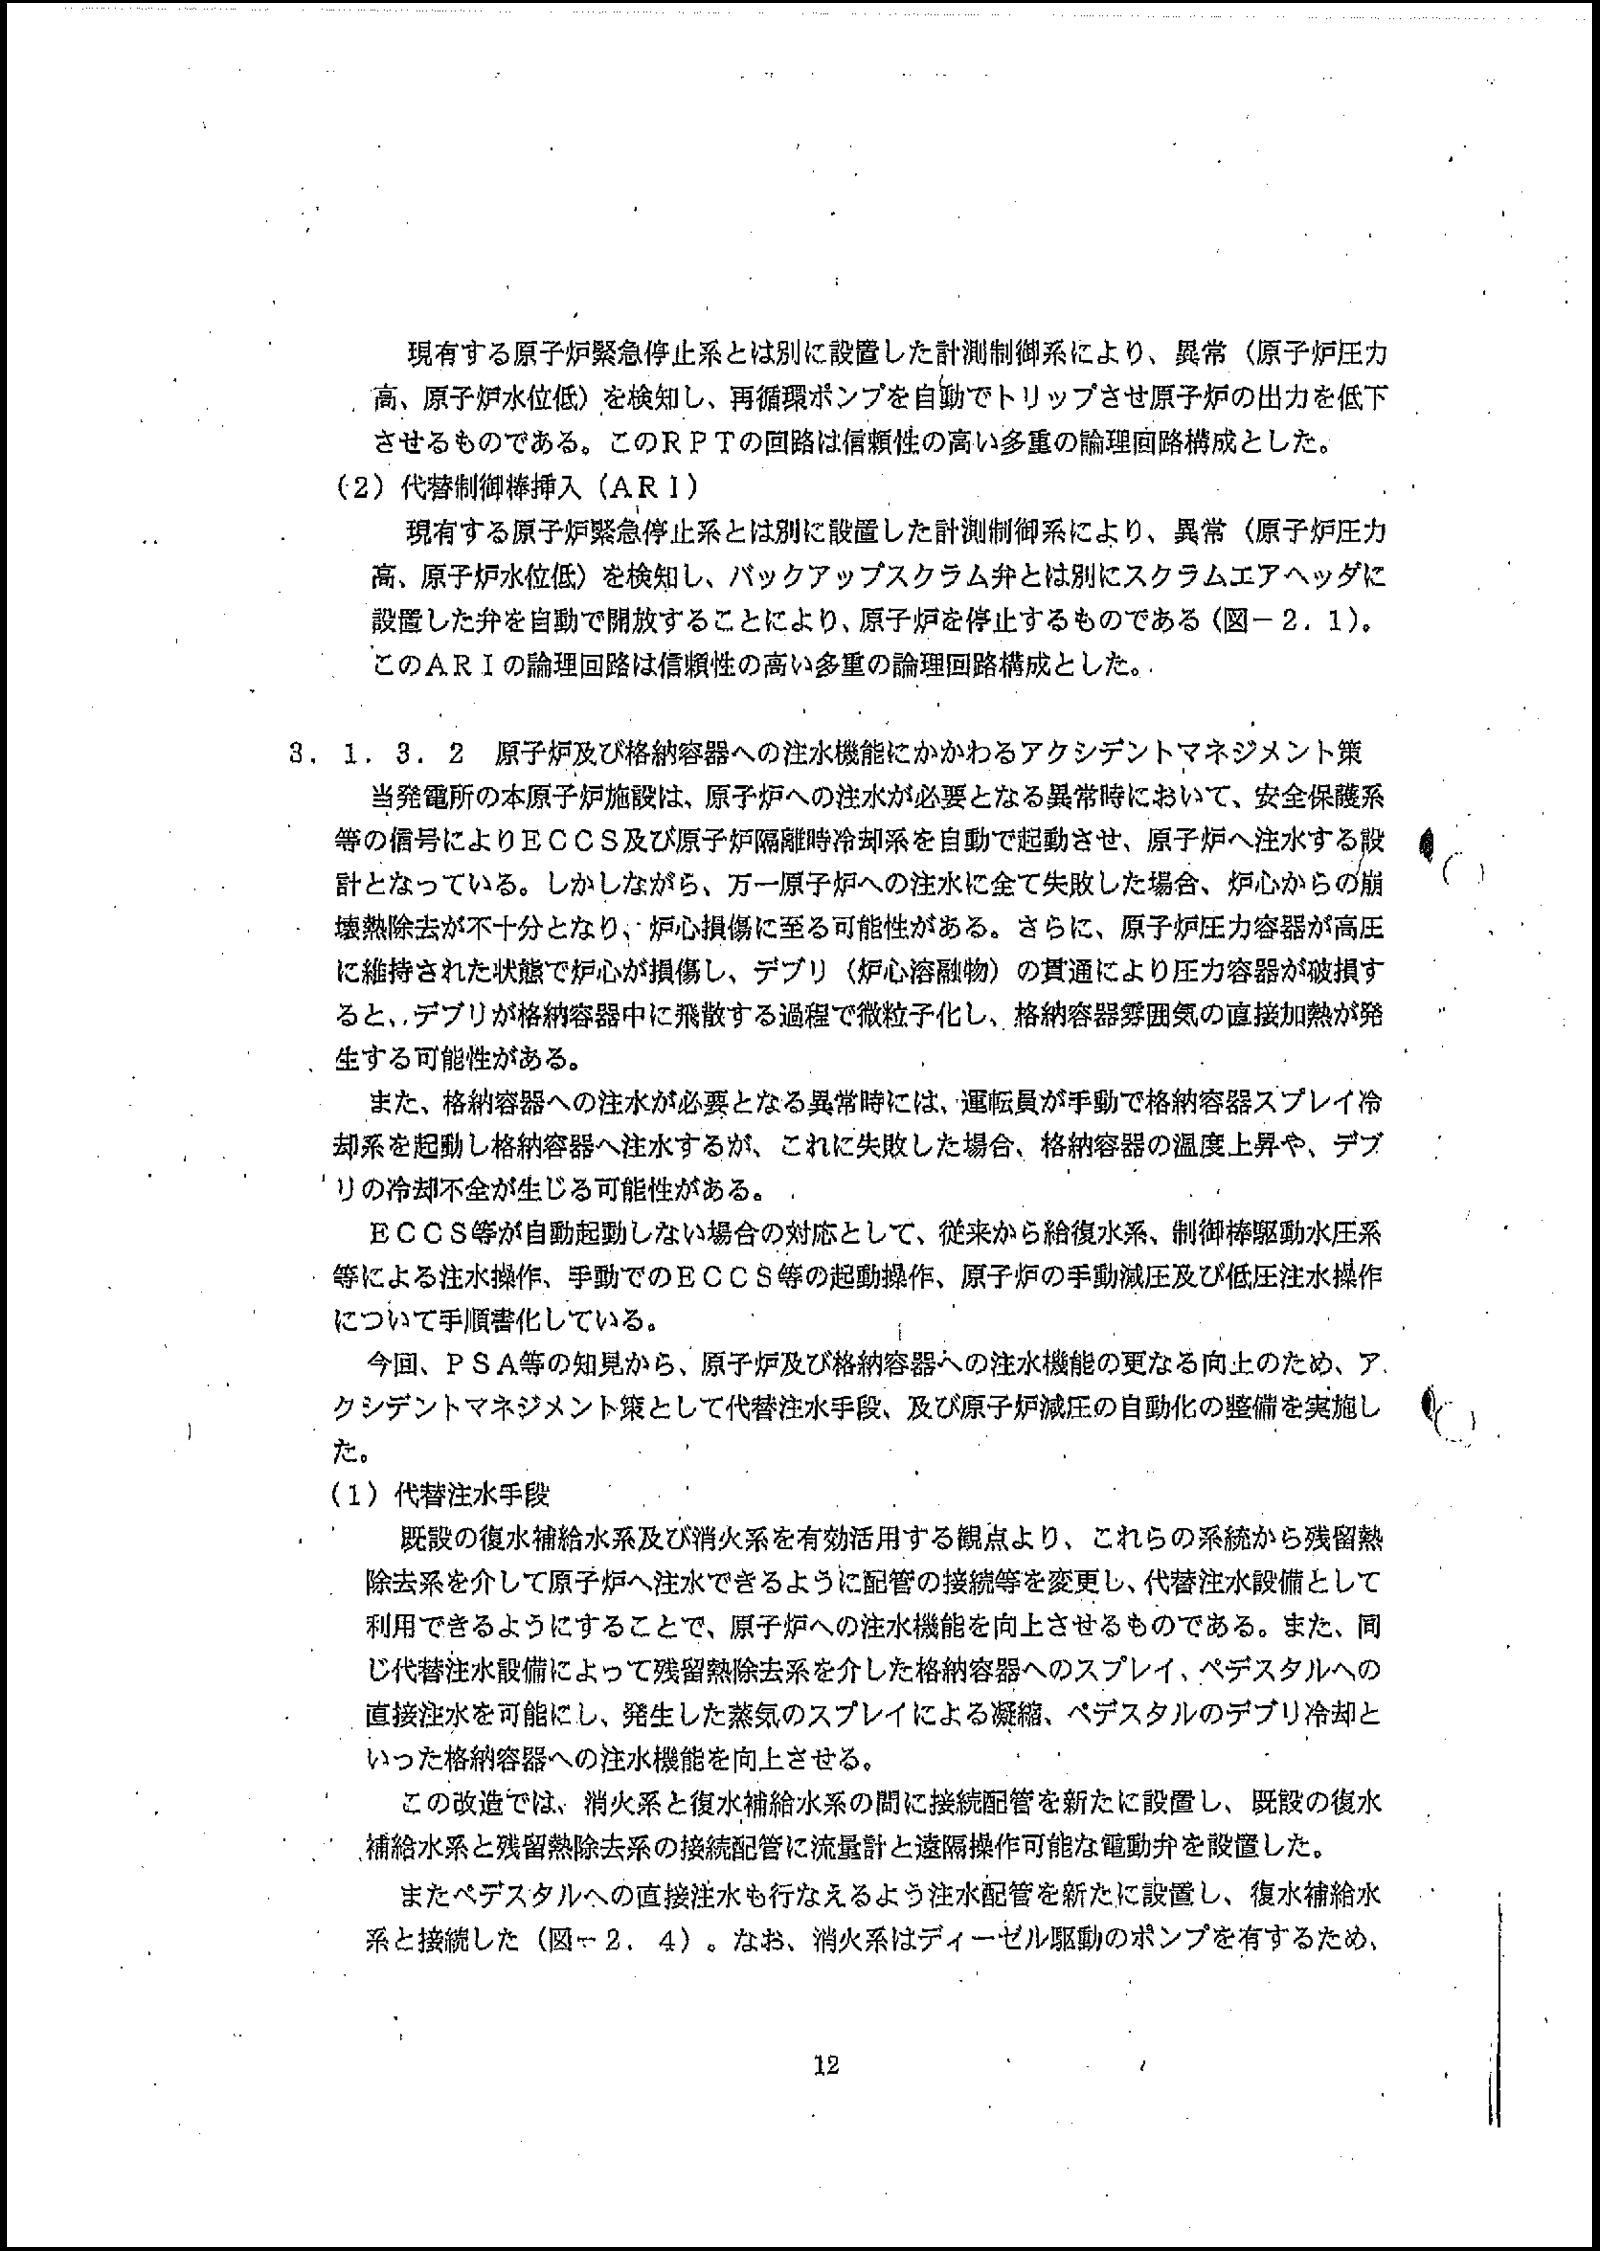 現有する原子炉緊急停止系とは別に設置した計測制御系により、異常（原子炉圧力
高、原子炉水位低）を検知し、再循環ポンプを自動でトリップさせ原子炉の出力を低下
させるものである。このＲＰＴの回路は信頼性の高い多重の論理回路構成とした。
（2）代替制御棒挿入（ＡＲＩ）
現有する原子炉緊急停止系とは別に設置した計測制御系により、異常（原子炉圧力
高、原子炉水位低）を検知し、バックアップスクラム弁とは別にスクラムエアヘッダに
設置した弁を自動で開放することにより、原子炉を停止するものである（図－２．１）。
このＡＲＩの論理回路は信頼性の高い多重の論理回路構成とした。
３．１．３．２　原子炉及び格納容器への注水機能にかかわるアクシデントマネジメント策
当発電所の本原子炉施設は、原子炉への注水が必要となる異常時において、安全保護系
等の信号によりＥＣＣＳ及び原子炉隔離時冷却系を自動で起動させ、原子炉へ注水する設
計となっている。しかしながら、万一原子炉への注水に全て失敗した場合、炉心からの崩
壊熱除去が不十分となり、炉心損傷に至る可能性がある。さらに、原子炉圧力容器が高圧
に維持された状態で炉心が損傷し、デブリ（炉心溶融物）の貫通により圧力容器が破損す
ると、デブリが格納容器中に飛散する過程で微粒子化し、格納容器雰囲気の直接加熱が発
生する可能性がある。
また、格納容器への注水が必要となる異常時には、運転員が手動で格納容器スプレイ冷
却系を起動し格納容器へ注水するが、これに失敗した場合、格納容器の温度上昇や、デブ
リの冷却不全が生じる可能性がある。
ＥＣＣＳ等が自動起動しない場合の対応として、従来から給復水系、制御棒駆動水圧系
等による注水操作、手動でのＥＣＣＳ等の起動操作、原子炉の手動減圧及び低圧注水操作
について手順書化している。
今回、ＰＳＡ等の知見から、原子炉及び格納容器への注水機能の更なる向上のため、ア
クシデントマネジメント策として代替注水手段、及び原子炉減圧の自動化の整備を実施し
た。
（1）代替注水手段
既設の復水補給水系及び消火系を有効活用する観点より、これらの系統から残留熱
除去系を介して原子炉へ注水できるように配管の接続等を変更し、代替注水設備として
利用できるようにすることで、原子炉への注水機能を向上させるものである。また、同
じ代替注水設備によって残留熱除去系を介した格納容器へのスプレイ、ペデスタルへの
直接注水を可能にし、発生した蒸気のスプレイによる凝縮、ペデスタルのデブリ冷却と
いった格納容器への注水機能を向上させる。
この改造では、消火系と復水補給水系の間に接続配管を新たに設置し、既設の復水
補給水系と残留熱除去系の接続配管に流量計と遠隔操作可能な電動弁を設置した。
またペデスタルへの直接注水も行なえるよう注水配管を新たに設置し、復水補給水
系と接続した（図－２．４）。なお、消火系はディーゼル駆動のポンプを有するため、
12